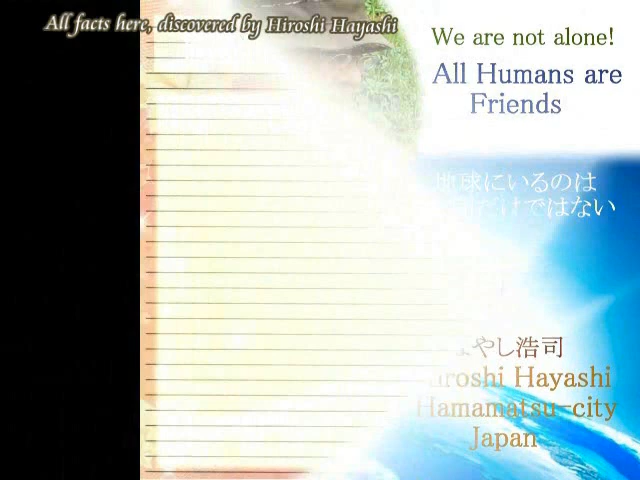 All facts here, discovered by Hiroshi Hayashi
We are not alone!
All Humans are
Friends
地球にいるのは
だけではない
やし浩司
Hiroshi Hayashi
Hamamatsu-city
Japan